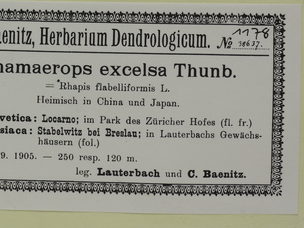 aenitz, Herbarium Dendrologicum. No 1178
38637.
hamaerops excelsa Thunb.
= *Rhapis flabelliformis L.
Heimisch in China und Japan.
vetica: Locarno; im Park des Züricher Hofes (fl. fr.)
siaca: Stabelwitz bei Breslau; in Lauterbachs Gewächs-
häusern (fol.)
9. 1905. — 250 resp. 120 m.
leg. Lauterbach und C. Baenitz.